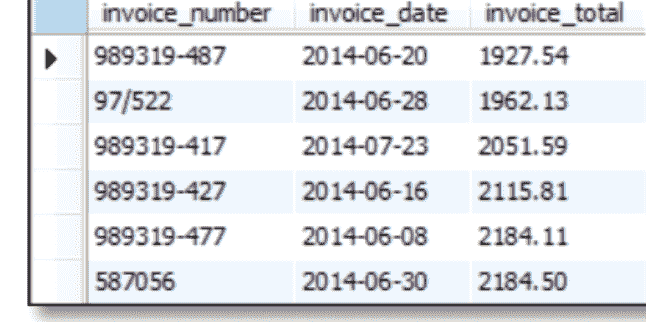 invoice_number invoice_date invoice_total
989319-487 2014-06-20 1927.54
97/522 2014-06-28 1962.13
989319-417 2014-07-23 2051.59
989319-427 2014-06-16 2115.81
989319-477 2014-06-08 2184.11
587056 2014-06-30 2184.50